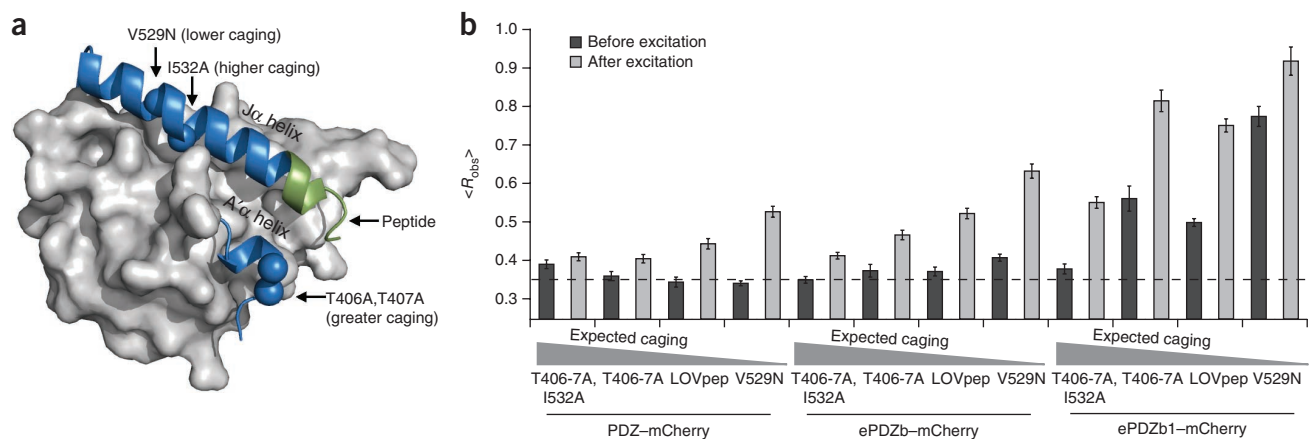 a
V529N (lower caging)
I532A (higher caging)
Jα helix
A′α helix
Peptide
T406A,T407A
(greater caging)
b
1.0
0.9
0.8
0.7
0.6
0.5
0.4
0.3
<Robs>
Before excitation
After excitation
Expected caging Expected caging Expected caging
T406-7A, T406-7A LOVpep V529N T406-7A, T406-7A LOVpep V529N T406-7A, T406-7A LOVpep V529N
I532A I532A I532A
PDZ–mCherry ePDZb–mCherry ePDZb1–mCherry